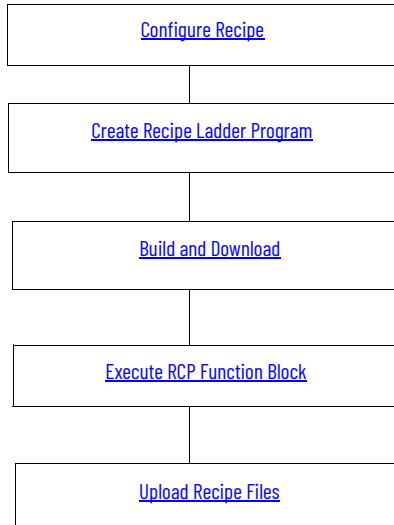 Configure Recipe
Create Recipe Ladder Program
Build and Download
Execute RCP Function Block
Upload Recipe Files